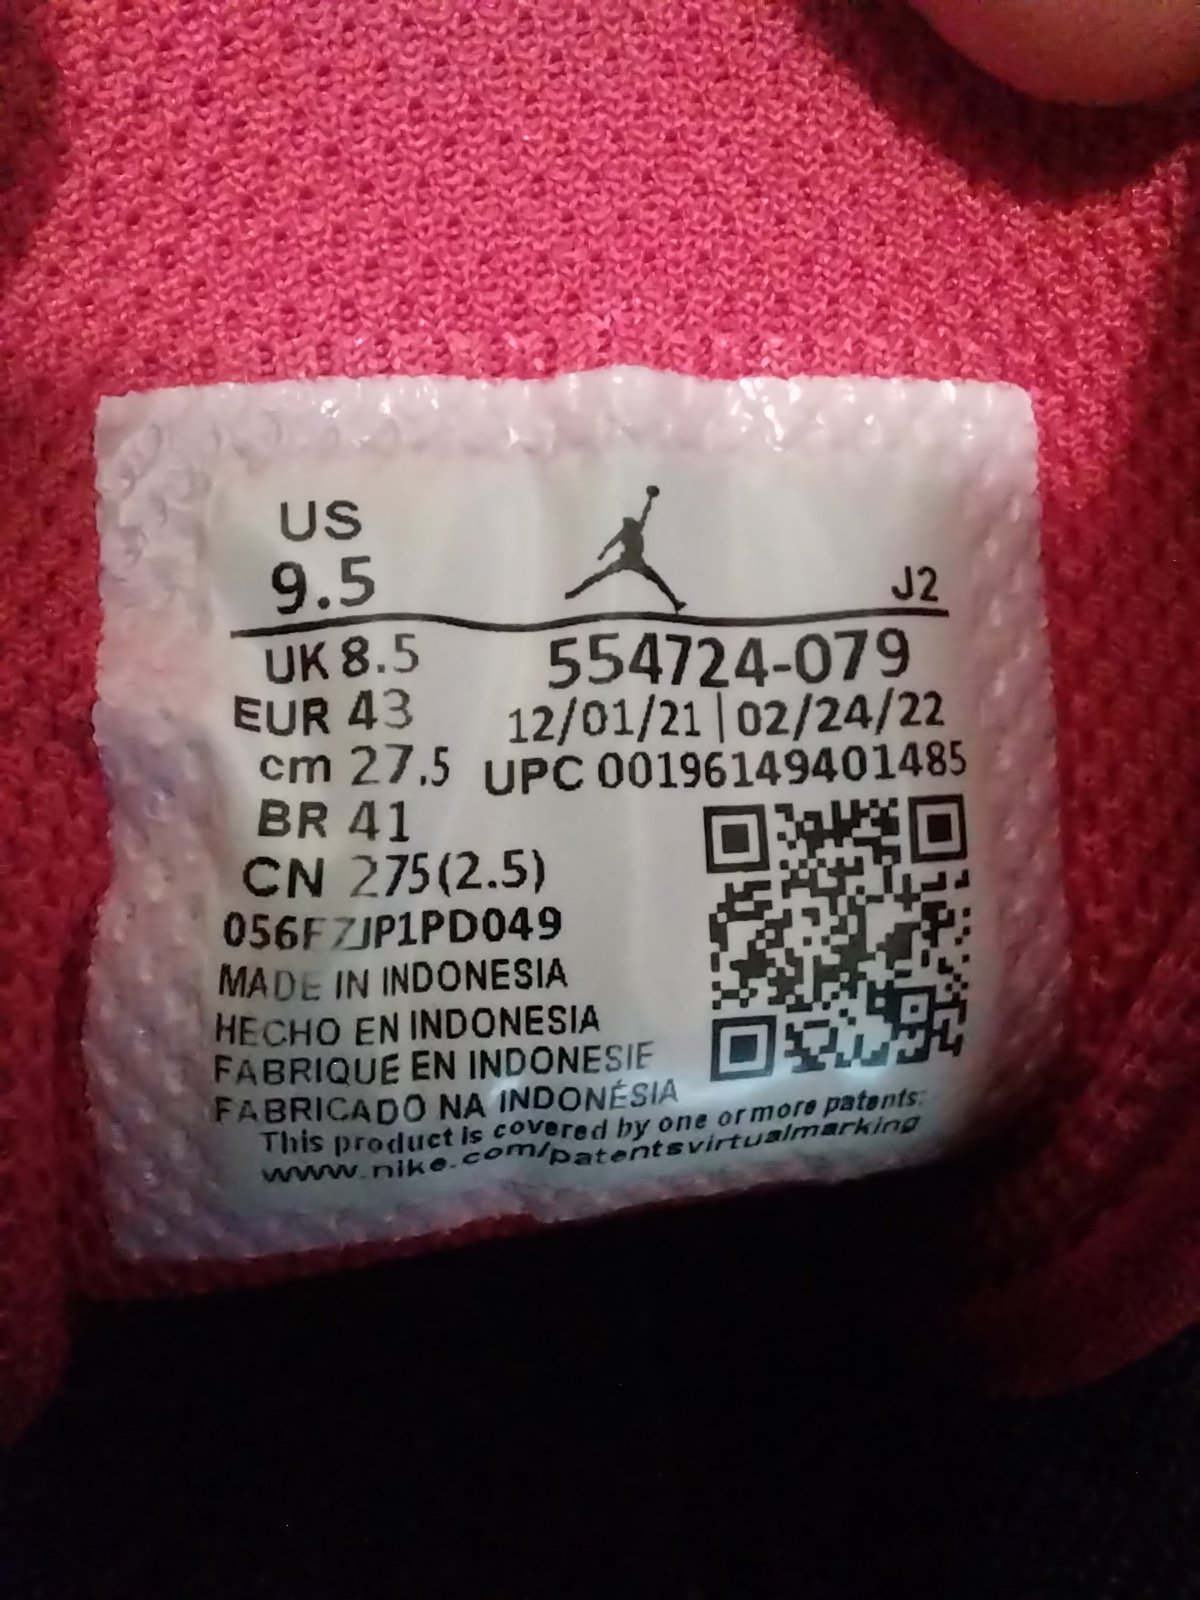 US
9.5
J2
UK 8.5
554724-079
EUR 43
12/01/21 | 02/24/22
cm 27.5
UPC 00196149401485
BR 41
CN 275(2.5)
056FZJP1PD049
MADE IN INDONESIA
HECHO EN INDONESIA
FABRIQUE EN INDONESIE
FABRICADO NA INDONÉSIA
This product is covered by one or more patents:
www.nike.com/patentsvirtualmarking